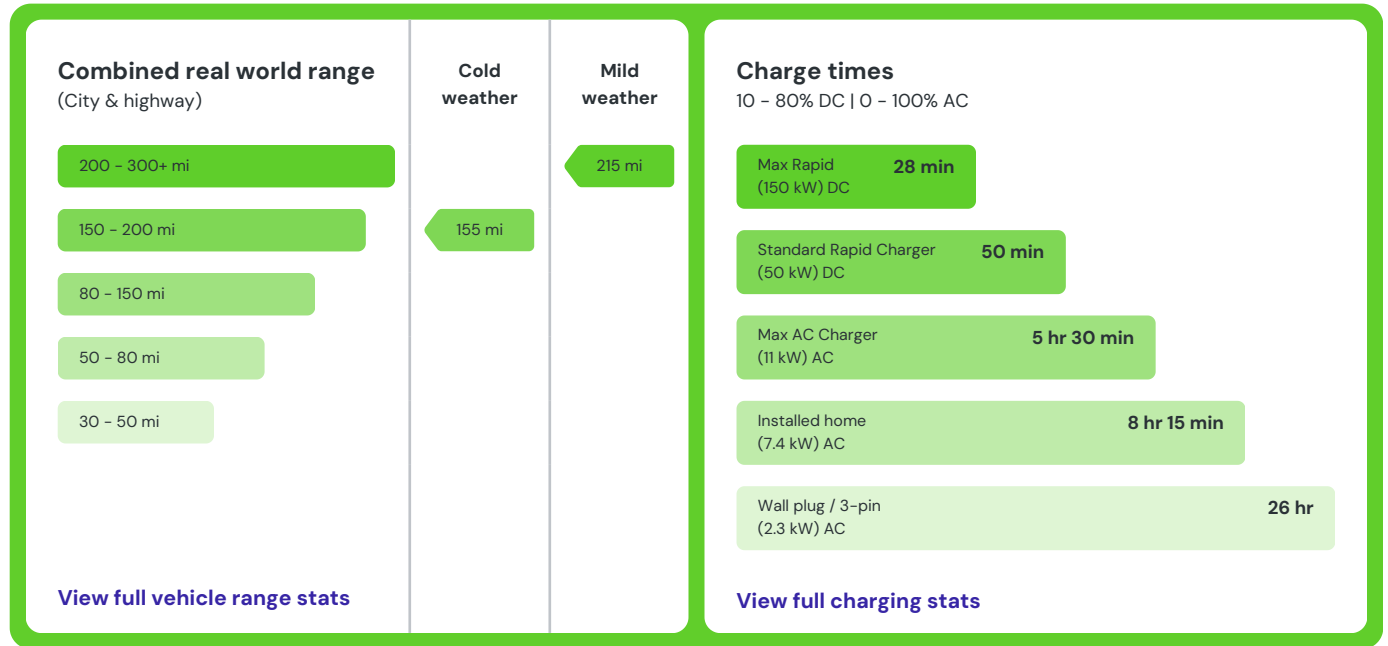 Combined real world range
(City & highway)
Cold
weather
Mild
weather
200 - 300+ mi
215 mi
150 - 200 mi
155 mi
80 - 150 mi
50 - 80 mi
30 - 50 mi
View full vehicle range stats
Charge times
10 - 80% DC | 0 - 100% AC
Max Rapid
(150 kW) DC
28 min
Standard Rapid Charger
(50 kW) DC
50 min
Max AC Charger
(11 kW) AC
5 hr 30 min
Installed home
(7.4 kW) AC
8 hr 15 min
Wall plug / 3-pin
(2.3 kW) AC
26 hr
View full charging stats